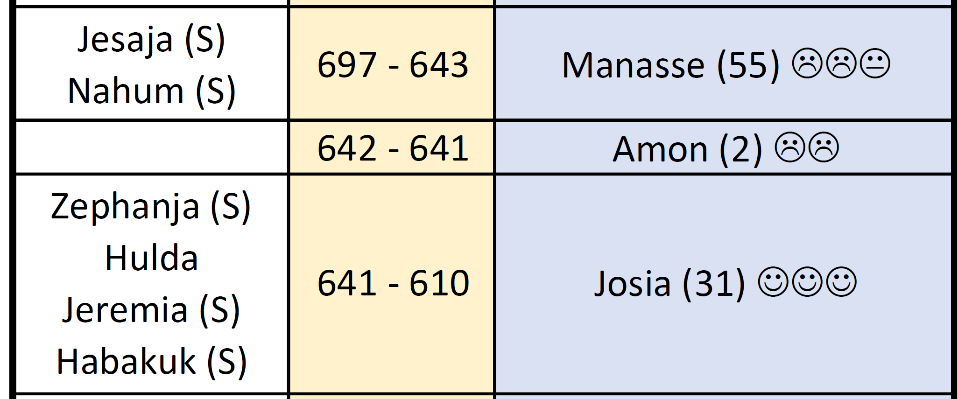 Jesaja (S)
Nahum (S)
697 - 643
Manasse (55) ☹☹😐
642 - 641
Amon (2) ☹☹
Zephanja (S)
Hulda
Jeremia (S)
Habakuk (S)
641 - 610
Josia (31) ☺☺☺